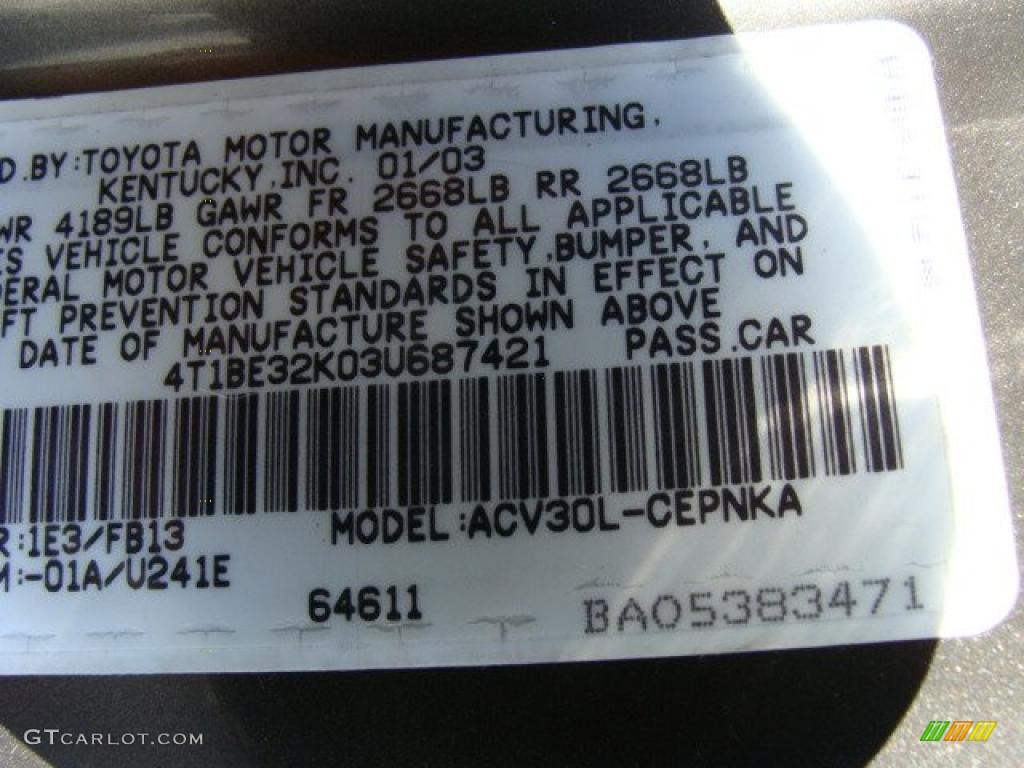 D.BY:TOYOTA MOTOR MANUFACTURING,
KENTUCKY,INC. 01/03
WR 4189LB GAWR FR 2668LB RR 2668LB
IS VEHICLE CONFORMS TO ALL APPLICABLE
DERAL MOTOR VEHICLE SAFETY,BUMPER, AND
FT PREVENTION STANDARDS IN EFFECT ON
DATE OF MANUFACTURE SHOWN ABOVE
4T1BE32K03U687421 PASS.CAR
R:1E3/FB13 MODEL:ACV30L-CEPNKA
M:-01A/U241E
64611 BA05383471
GTCARLOT.COM